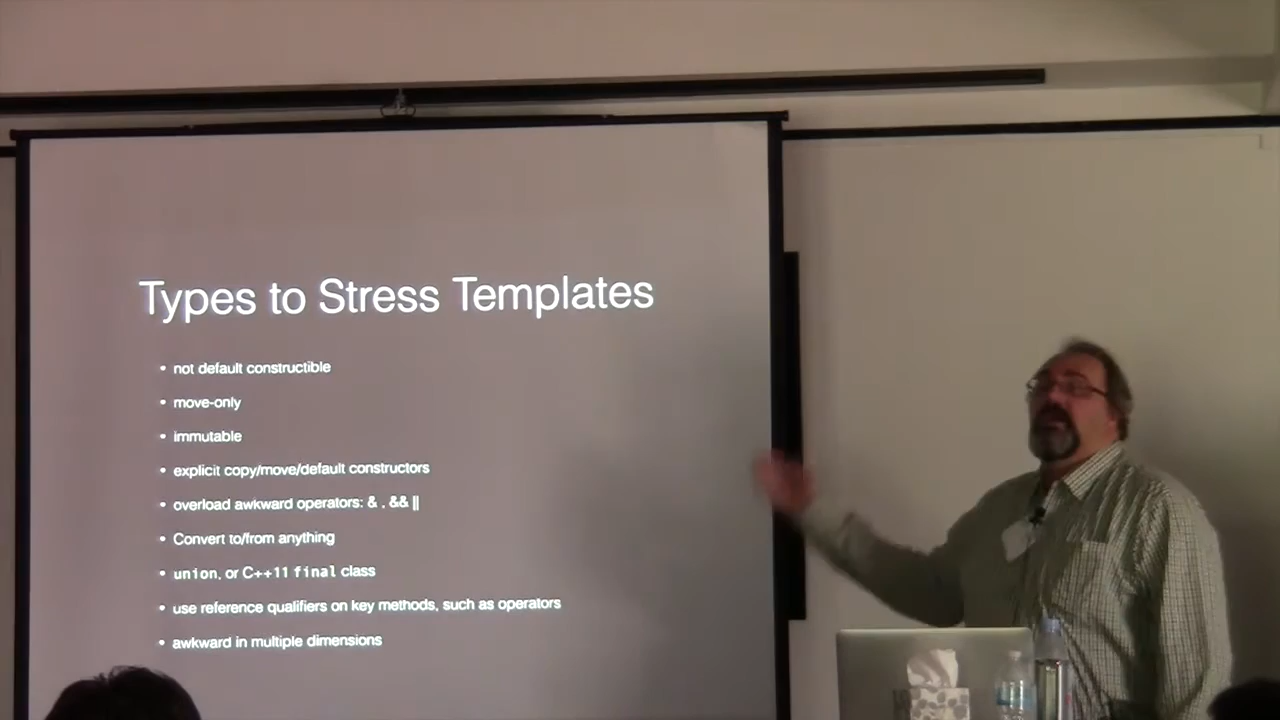 Types to Stress Templates
• not default constructible
• move-only
• immutable
• explicit copy/move/default constructors
• overload awkward operators: & , && ||
• Convert to/from anything
• union, or C++11 final class
• use reference qualifiers on key methods, such as operators
• awkward in multiple dimensions